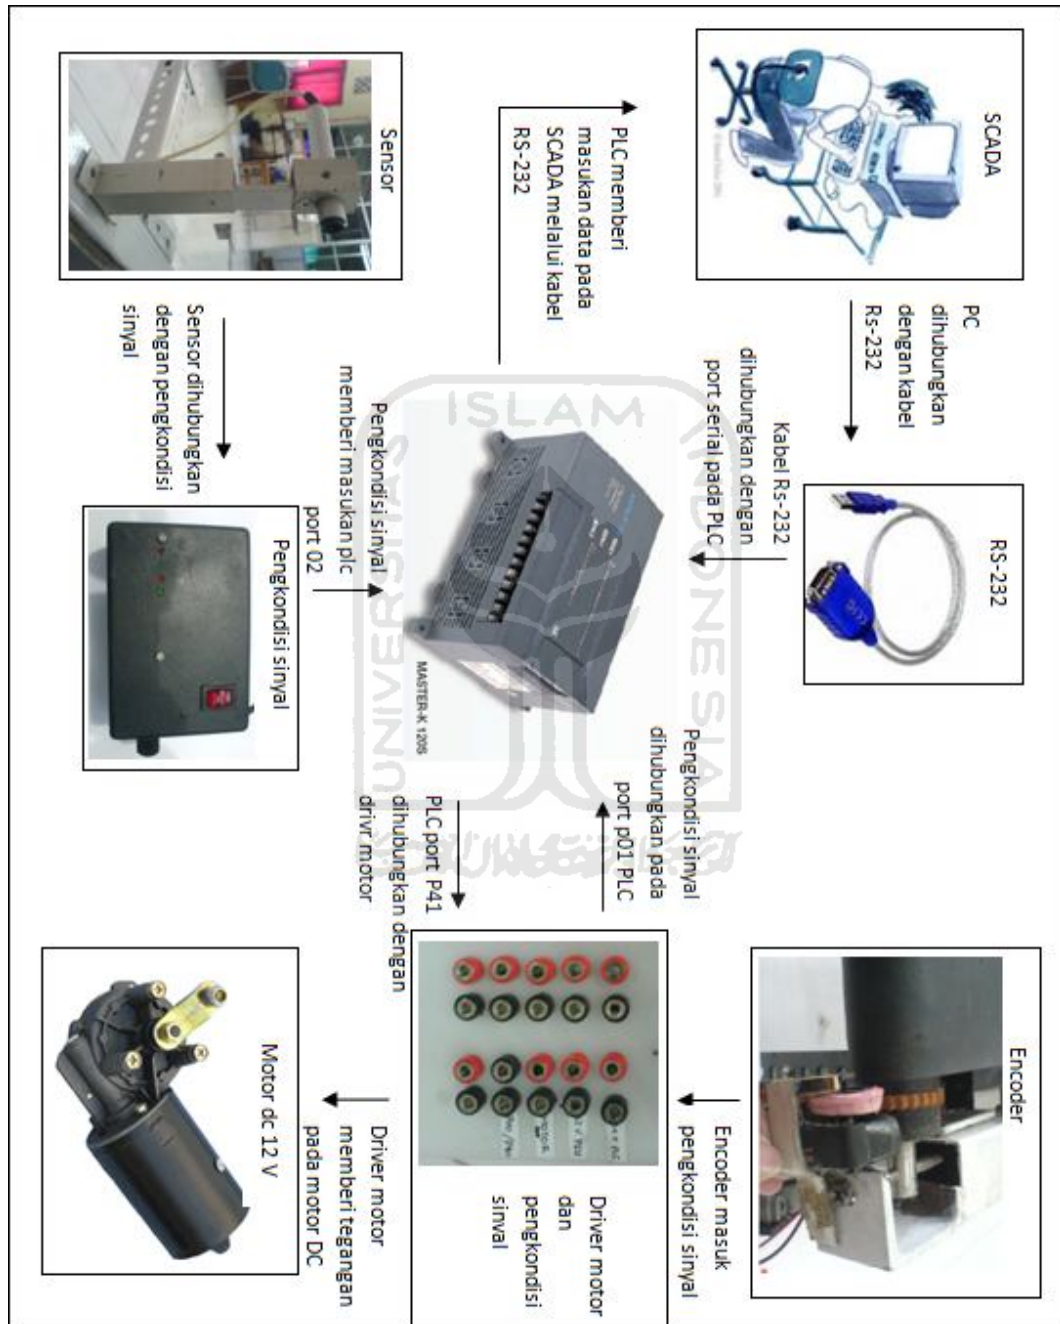 SCADA
PC
dihubungkan
dengan kabel
Rs-232
RS-232
Kabel Rs-232
dihubungkan dengan
port serial pada PLC
Encoder
Encoder masuk
pengkondisi sinyal
PLC memberi
masukan data pada
SCADA melalui kabel
RS-232
MASTER-K 120S
Pengkondisi sinyal
dihubungkan pada
port p01 PLC
Driver motor
dan
pengkondisi
sinyal
Pengkondisi sinyal
memberi masukan plc
port 02
PLC port P41
dihubungkan dengan
drivr motor
Sensor
Sensor dihubungkan
dengan pengkondisi
sinyal
Pengkondisi sinyal
Driver motor
memberi tegangan
pada motor DC
Motor dc 12 V
UNIVERSITAS
ISLAM
INDONESIA